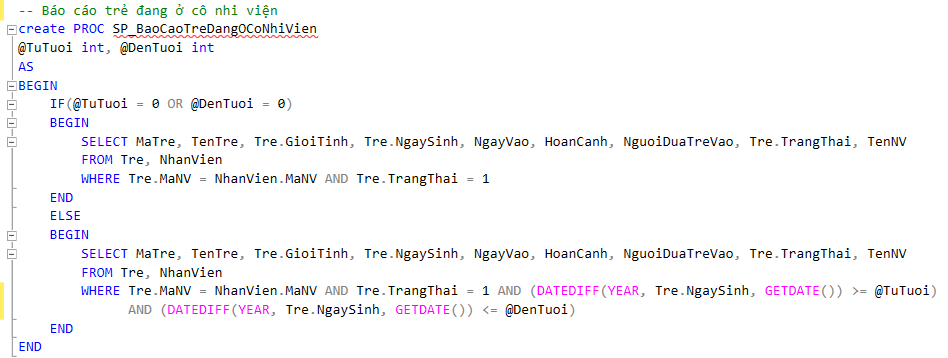 -- Báo cáo trẻ đang ở cô nhi viện
create PROC SP_BaoCaoTreDangOCoNhiVien
@TuTuoi int, @DenTuoi int
AS
BEGIN
IF(@TuTuoi = 0 OR @DenTuoi = 0)
BEGIN
SELECT MaTre, TenTre, Tre.GioiTinh, Tre.NgaySinh, NgayVao, HoanCanh, NguoiDuaTreVao, Tre.TrangThai, TenNV
FROM Tre, NhanVien
WHERE Tre.MaNV = NhanVien.MaNV AND Tre.TrangThai = 1
END
ELSE
BEGIN
SELECT MaTre, TenTre, Tre.GioiTinh, Tre.NgaySinh, NgayVao, HoanCanh, NguoiDuaTreVao, Tre.TrangThai, TenNV
FROM Tre, NhanVien
WHERE Tre.MaNV = NhanVien.MaNV AND Tre.TrangThai = 1 AND (DATEDIFF(YEAR, Tre.NgaySinh, GETDATE()) >= @TuTuoi)
AND (DATEDIFF(YEAR, Tre.NgaySinh, GETDATE()) <= @DenTuoi)
END
END